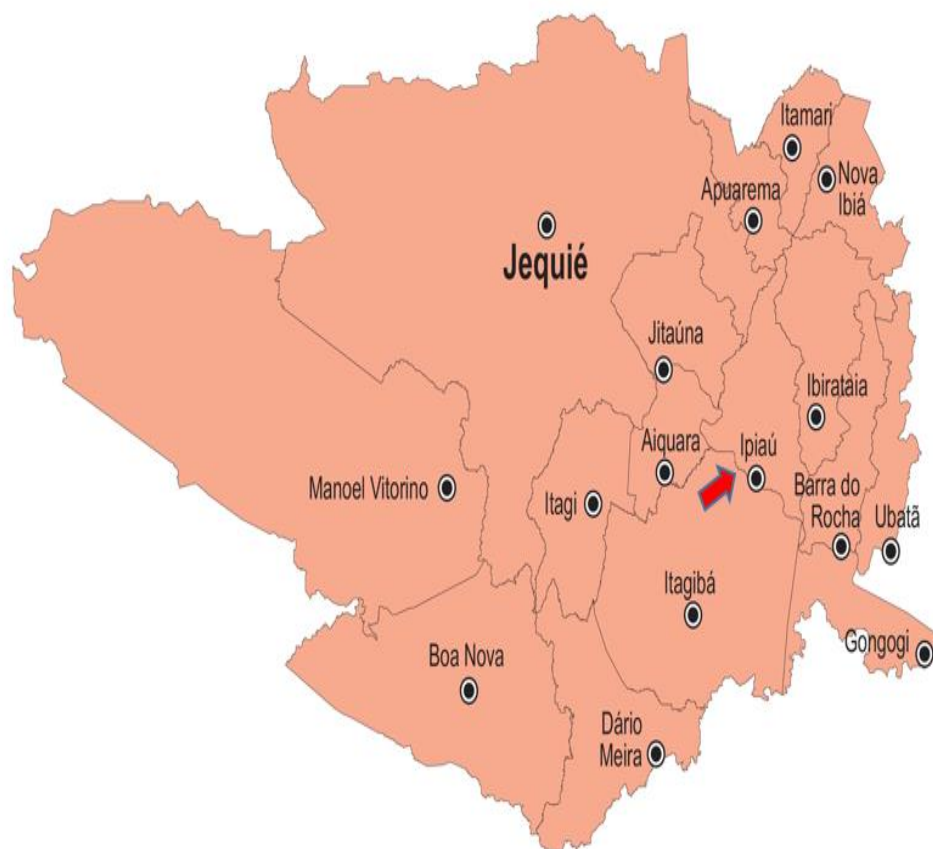 Itamari
Apuarema
Nova
Ibiá
Jequié
Jitaúna
Ibirataia
Aiquara
Ipiaú
Manoel Vitorino
Itagi
Barra do
Rocha
Ubatã
Itagibá
Gongogi
Boa Nova
Dário
Meira